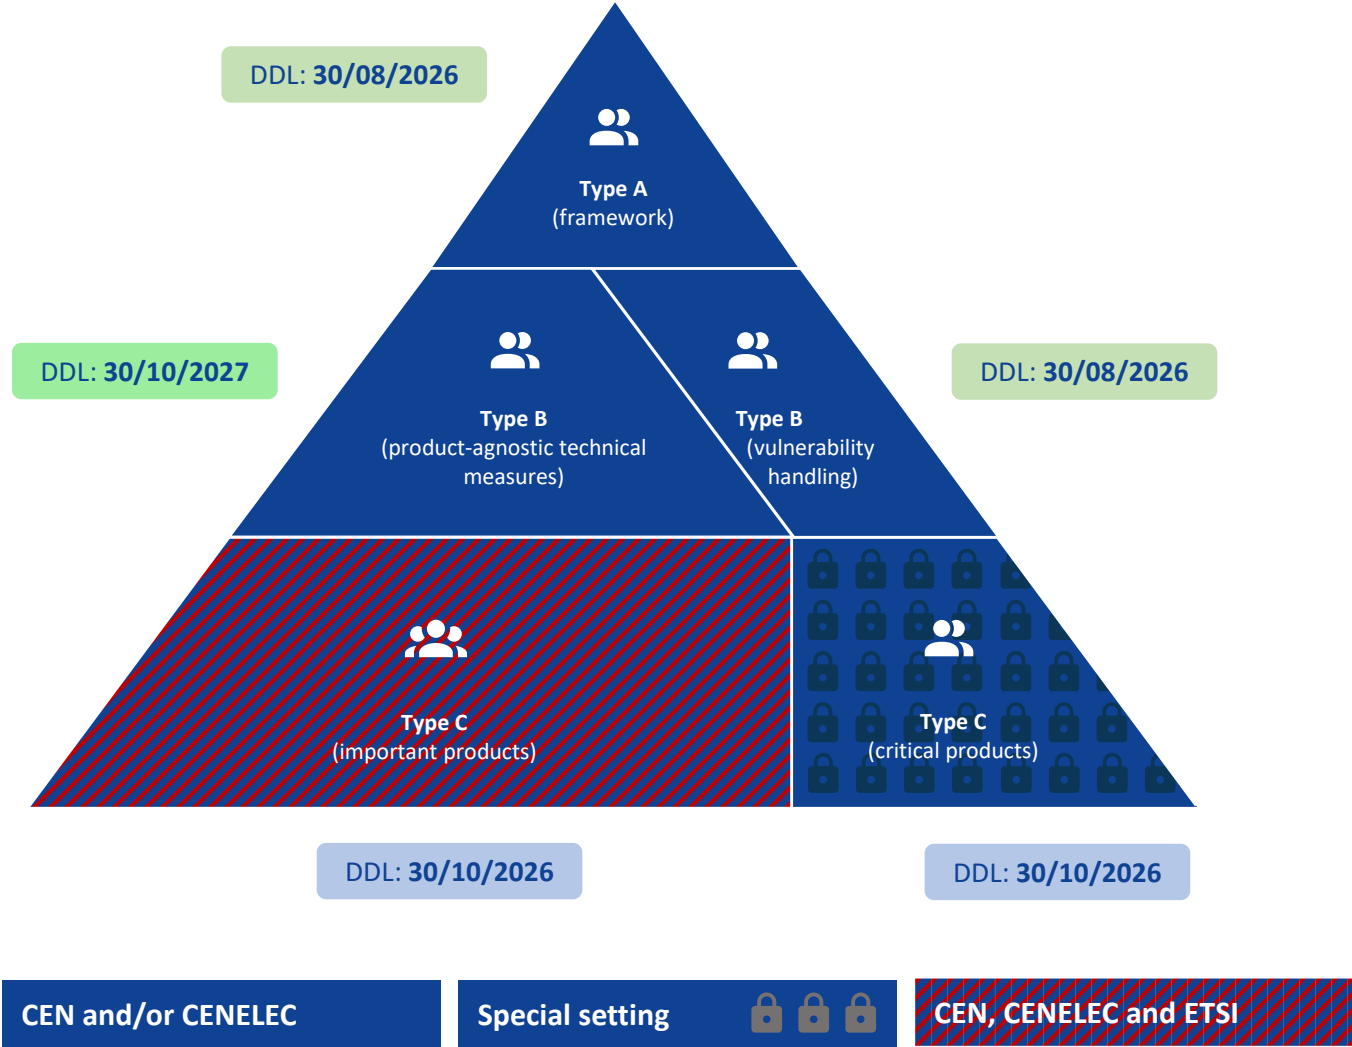 DDL: 30/08/2026
Type A
(framework)
DDL: 30/10/2027
DDL: 30/08/2026
Type B
(product-agnostic technical
measures)
Type B
(vulnerability
handling)
Type C
(important products)
Type C
(critical products)
DDL: 30/10/2026
DDL: 30/10/2026
CEN and/or CENELEC
Special setting
CEN, CENELEC and ETSI